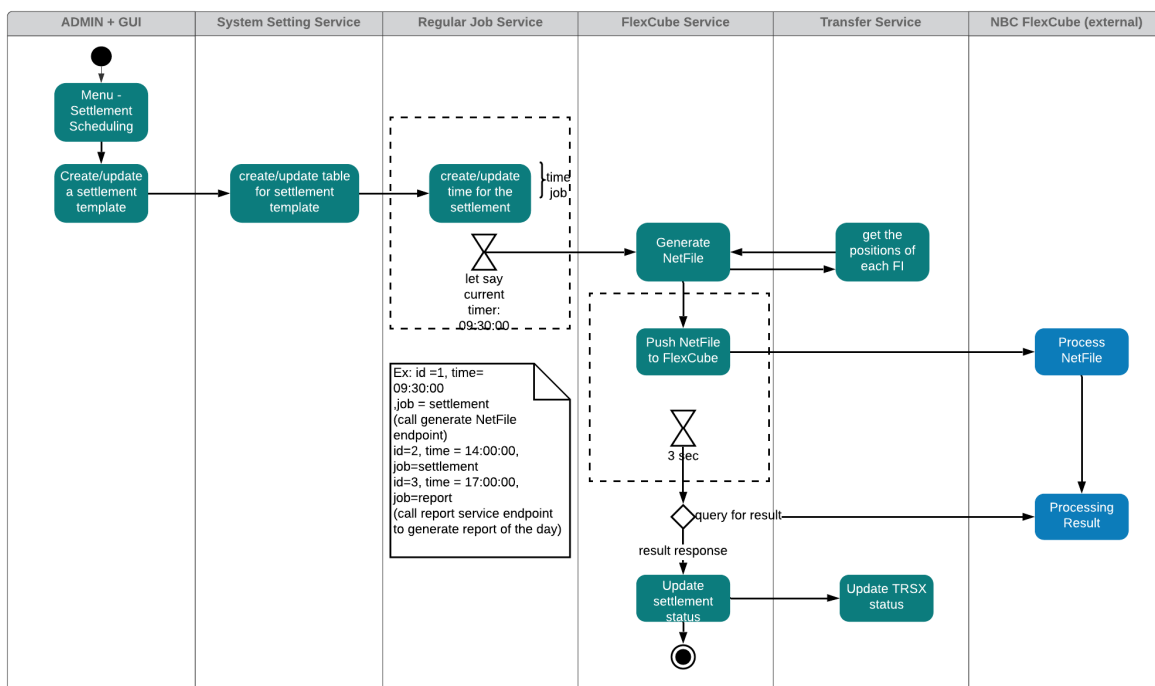 ADMIN + GUI
System Setting Service
Regular Job Service
FlexCube Service
Transfer Service
NBC FlexCube (external)
Menu -
Settlement
Scheduling
Create/update
a settlement
template
create/update table
for settlement
template
create/update
time for the
settlement
time
job
let say
current
timer:
09:30:00
Generate
NetFile
get the
positions of
each FI
Push NetFile
to FlexCube
Process
NetFile
Ex: id =1, time=
09:30:00
,job = settlement
(call generate NetFile
endpoint)
id=2, time = 14:00:00,
job=settlement
id=3, time = 17:00:00,
job=report
(call report service endpoint
to generate report of the day)
3 sec
query for result
Processing
Result
result response
Update
settlement
status
Update TRSX
status